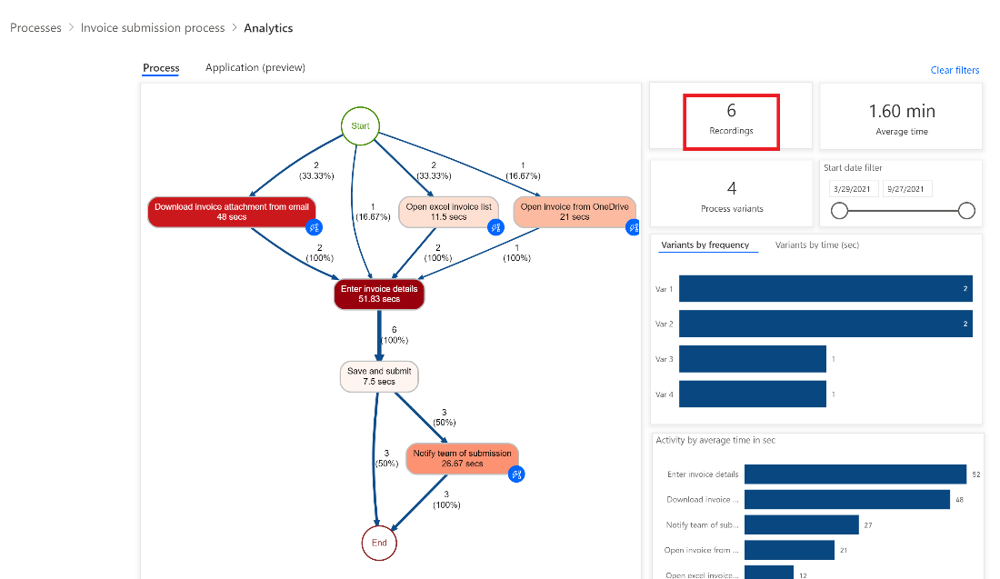 Processes > Invoice submission process > Analytics
Process
Application (preview)
Clear filters
Start
2
(33.33%)
2
(33.33%)
1
(16.67%)
1
(16.67%)
Download invoice attachment from email
48 secs
Open excel invoice list
11.5 secs
Open invoice from OneDrive
21 secs
2
(100%)
2
(100%)
1
(100%)
Enter invoice details
51.83 secs
6
(100%)
Save and submit
7.5 secs
3
(50%)
3
(50%)
Notify team of submission
26.67 secs
3
(100%)
End
6
Recordings
1.60 min
Average time
4
Process variants
Start date filter
3/29/2021
9/27/2021
Variants by frequency
Variants by time (sec)
Var 1 2
Var 2 2
Var 3 1
Var 4 1
Activity by average time in sec
Enter invoice details 52
Download invoice ... 48
Notify team of sub... 27
Open invoice from ... 21
Open excel invoice... 12